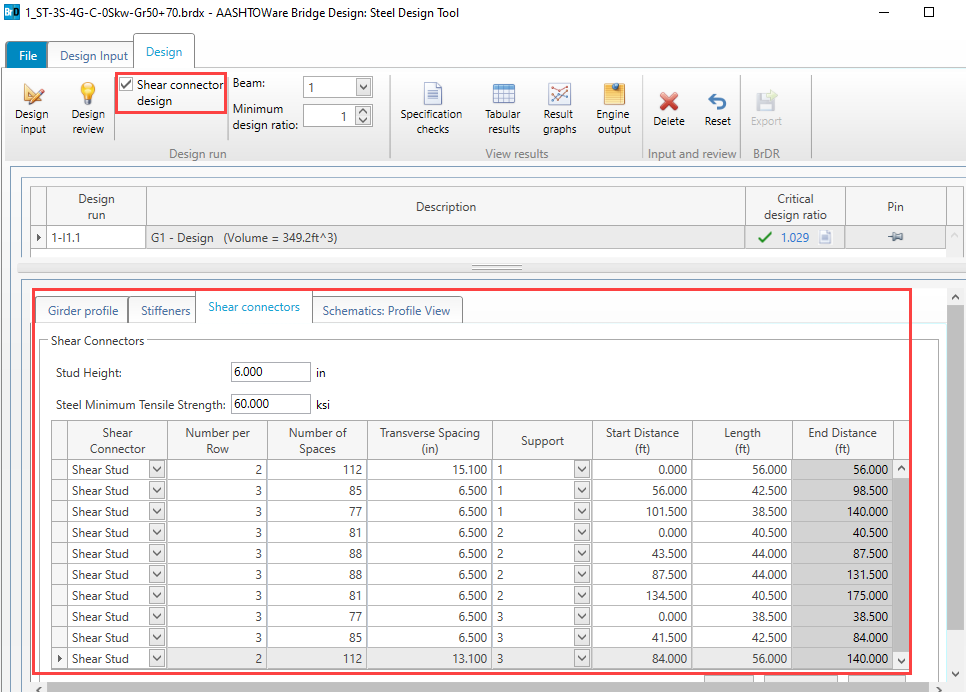 BrD 1_ST-3S-4G-C-0Skw-Gr50+70.brdx - AASHTOWare Bridge Design: Steel Design Tool
File Design Input Design
Design input
Design review
Shear connector design
Beam: 1
Minimum design ratio: 1
Specification checks
Tabular results
Result graphs
Engine output
Delete
Reset
Export
Design run
View results
Input and review
BrDR
Design run Description Critical design ratio Pin
1-I1.1 G1 - Design (Volume = 349.2ft^3) 1.029
Girder profile Stiffeners Shear connectors Schematics: Profile View
Shear Connectors
Stud Height: 6.000 in
Steel Minimum Tensile Strength: 60.000 ksi
Shear Connector Number per Row Number of Spaces Transverse Spacing (in) Support Start Distance (ft) Length (ft) End Distance (ft)
Shear Stud 2 112 15.100 1 0.000 56.000 56.000
Shear Stud 3 85 6.500 1 56.000 42.500 98.500
Shear Stud 3 77 6.500 1 101.500 38.500 140.000
Shear Stud 3 81 6.500 2 0.000 40.500 40.500
Shear Stud 3 88 6.500 2 43.500 44.000 87.500
Shear Stud 3 88 6.500 2 87.500 44.000 131.500
Shear Stud 3 81 6.500 2 134.500 40.500 175.000
Shear Stud 3 77 6.500 3 0.000 38.500 38.500
Shear Stud 3 85 6.500 3 41.500 42.500 84.000
Shear Stud 2 112 13.100 3 84.000 56.000 140.000